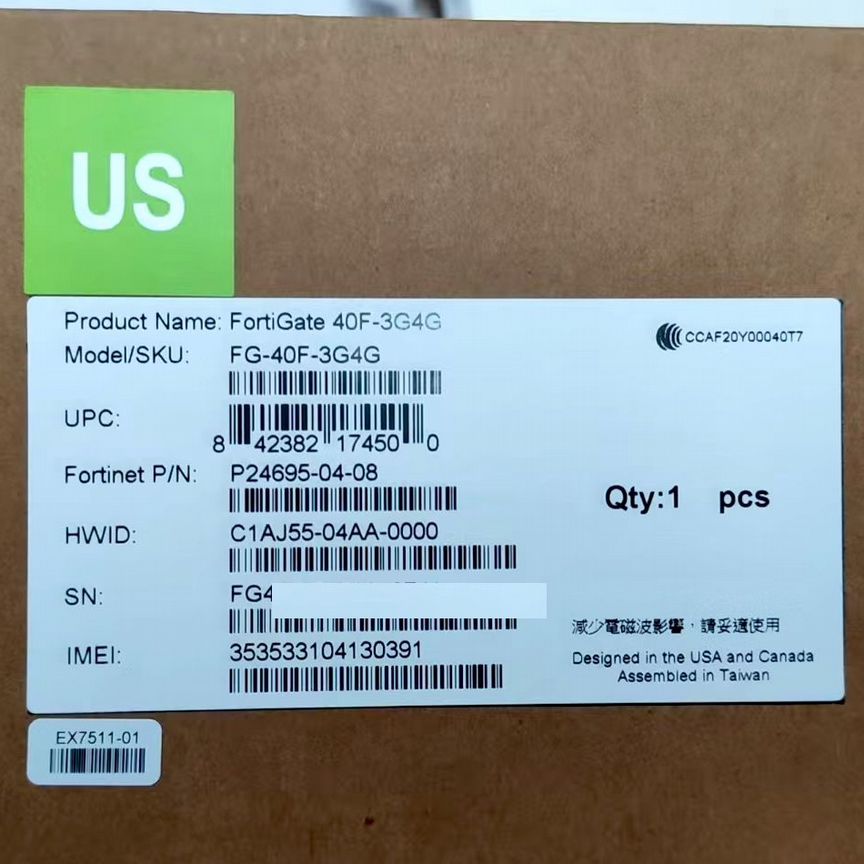 US
Product Name: FortiGate 40F-3G4G
CCAF20Y00040T7
Model/SKU: FG-40F-3G4G
UPC: 8 42382 17450 0
Fortinet P/N: P24695-04-08
Qty:1 pcs
HWID: C1AJ55-04AA-0000
SN: FG4
IMEI: 353533104130391
減少電磁波影響，請妥適使用
Designed in the USA and Canada
Assembled in Taiwan
EX7511-01